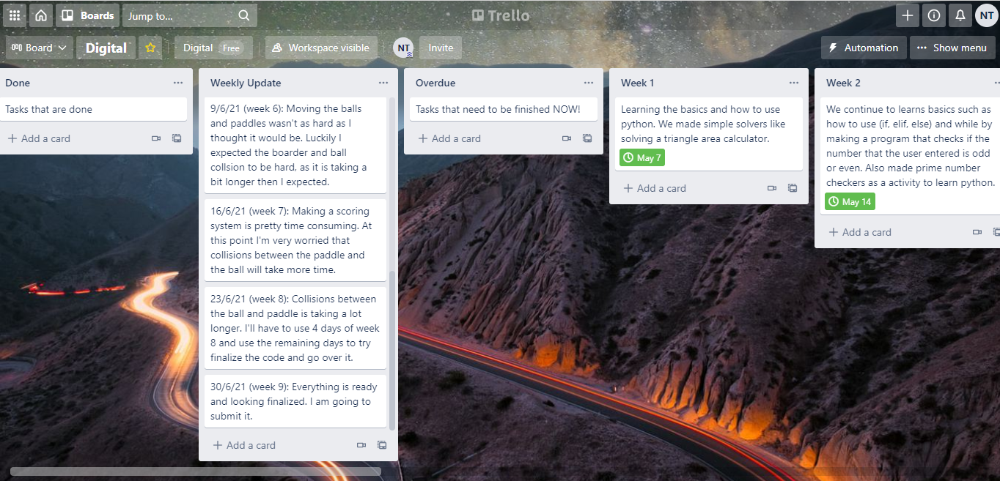 Boards
Jump to...
Trello
NT
Board
Digital
Digital Free
Workspace visible
NT
Invite
Automation
Show menu
Done
Tasks that are done
Add a card
Weekly Update
9/6/21 (week 6): Moving the balls
and paddles wasn't as hard as I
thought it would be. Luckily I
expected the boarder and ball
collsion to be hard, as it is taking a
bit longer then I expected.
16/6/21 (week 7): Making a scoring
system is pretty time consuming. At
this point I'm very worried that
collisions between the paddle and
the ball will take more time.
23/6/21 (week 8): Collisions between
the ball and paddle is taking a lot
longer. I'll have to use 4 days of week
8 and use the remaining days to try
finalize the code and go over it.
30/6/21 (week 9): Everything is ready
and looking finalized. I am going to
submit it.
Add a card
Overdue
Tasks that need to be finished NOW!
Add a card
Week 1
Learning the basics and how to use
python. We made simple solvers like
solving a triangle area calculator.
May 7
Add a card
Week 2
We continue to learns basics such as
how to use (if, elif, else) and while by
making a program that checks if the
number that the user entered is odd
or even. Also made prime number
checkers as a activity to learn python.
May 14
Add a card